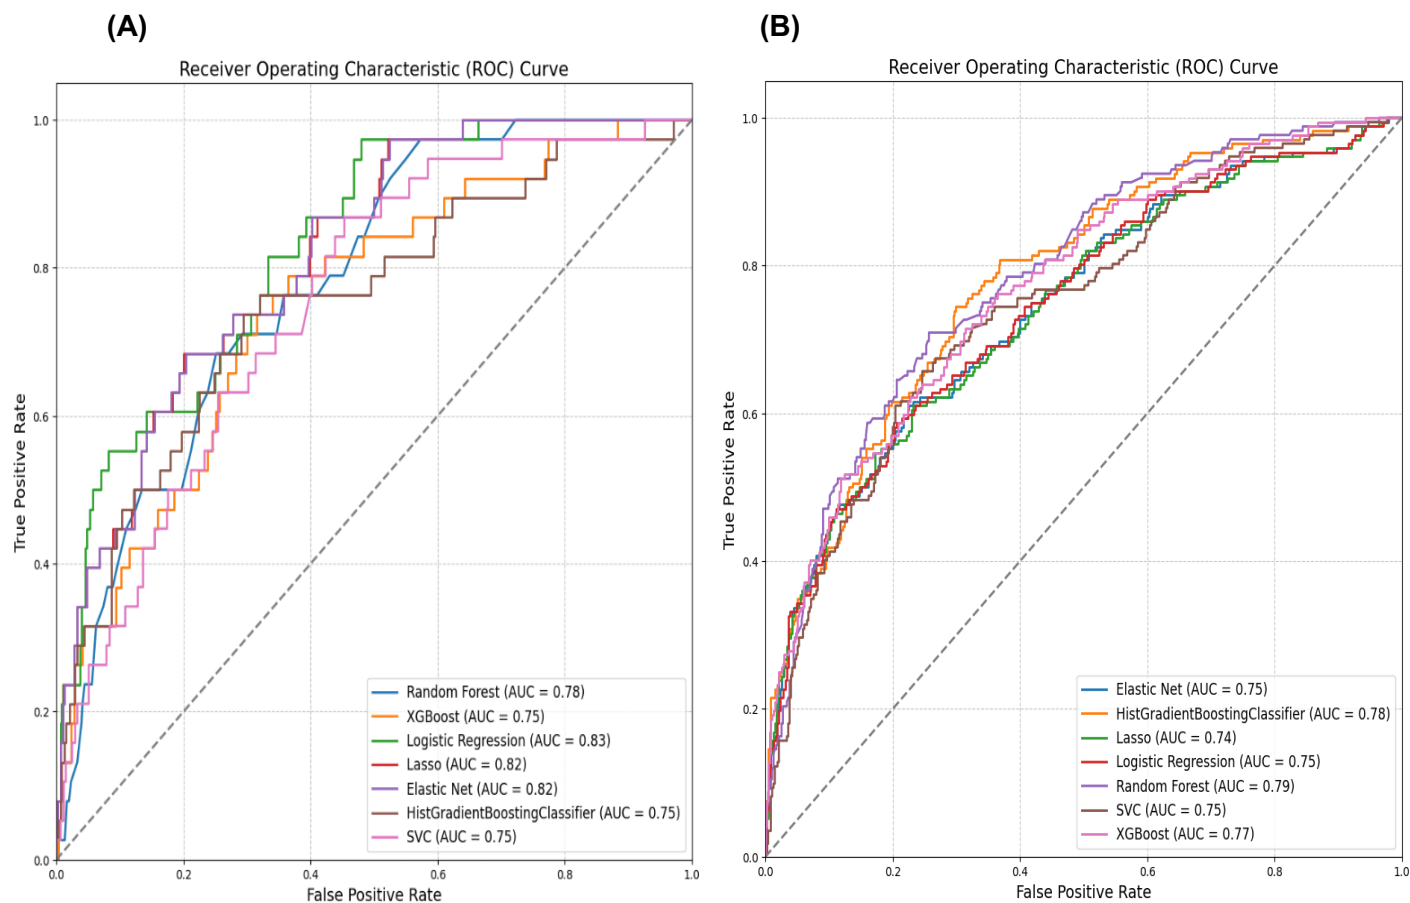 (A)
Receiver Operating Characteristic (ROC) Curve
True Positive Rate
1.0
0.8
0.6
0.4
0.2
0.0
Random Forest (AUC = 0.78)
XGBoost (AUC = 0.75)
Logistic Regression (AUC = 0.83)
Lasso (AUC = 0.82)
Elastic Net (AUC = 0.82)
HistGradientBoostingClassifier (AUC = 0.75)
SVC (AUC = 0.75)
0.0 0.2 0.4 0.6 0.8 1.0
False Positive Rate
(B)
Receiver Operating Characteristic (ROC) Curve
True Positive Rate
1.0
0.8
0.6
0.4
0.2
0.0
Elastic Net (AUC = 0.75)
HistGradientBoostingClassifier (AUC = 0.78)
Lasso (AUC = 0.74)
Logistic Regression (AUC = 0.75)
Random Forest (AUC = 0.79)
SVC (AUC = 0.75)
XGBoost (AUC = 0.77)
0.0 0.2 0.4 0.6 0.8 1.0
False Positive Rate